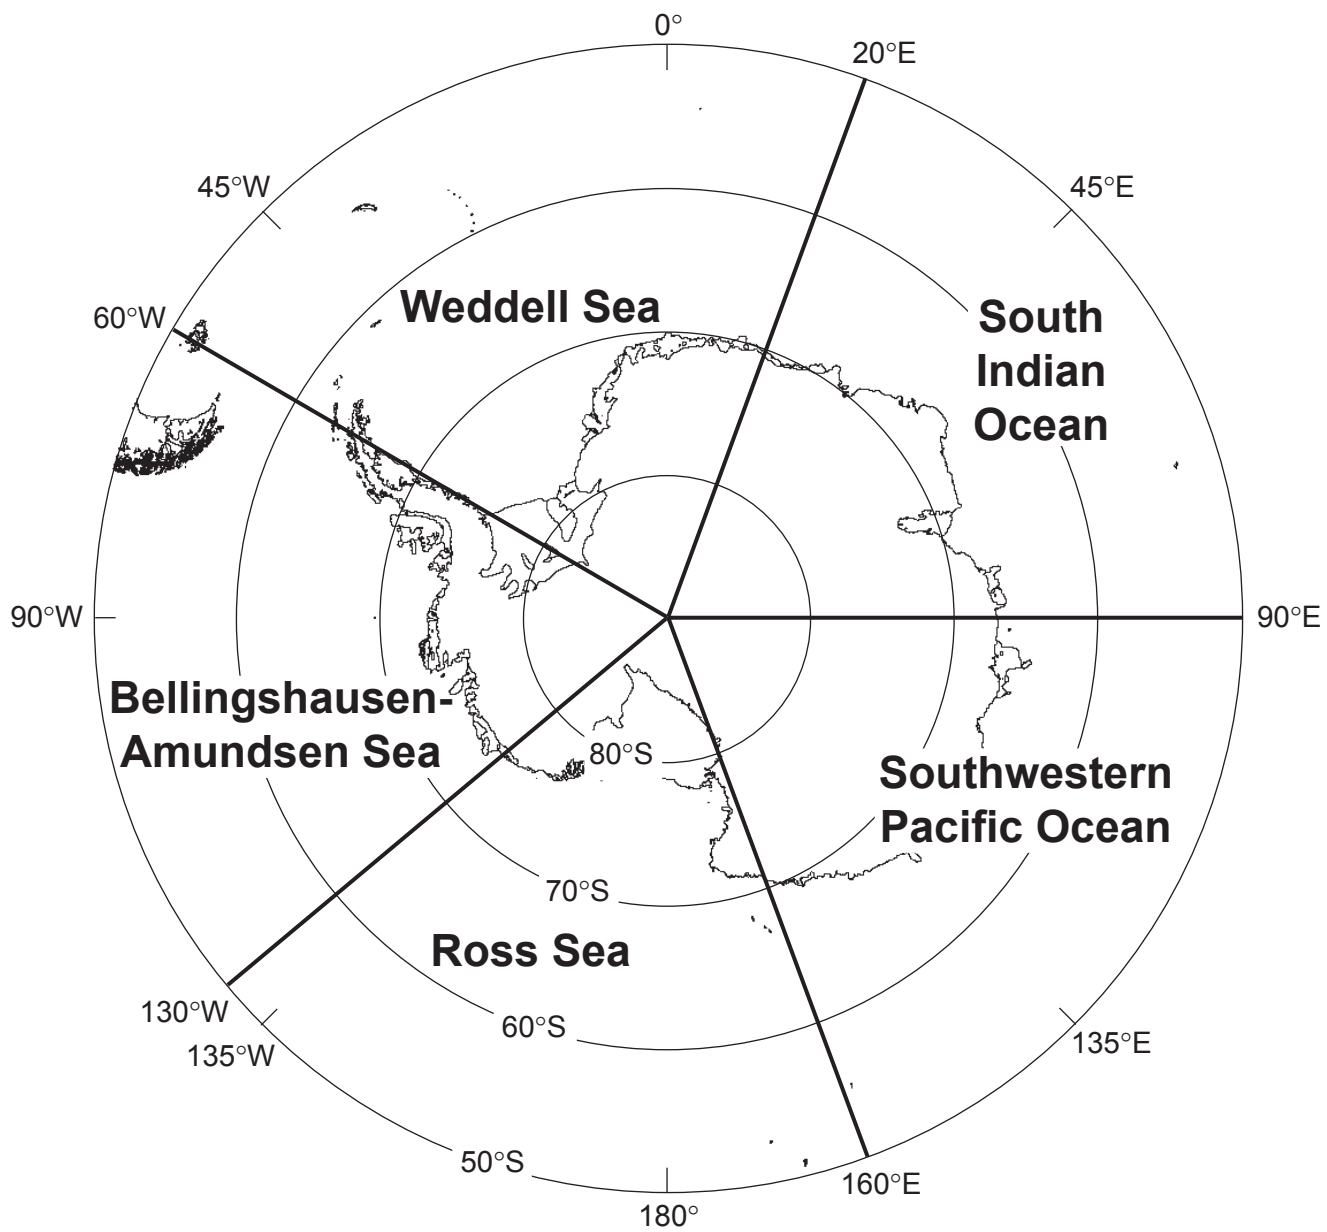 0°
20°E
45°W
45°E
60°W
Weddell Sea
South
Indian
Ocean
90°W
90°E
Bellingshausen-
Amundsen Sea
80°S
Southwestern
Pacific Ocean
70°S
Ross Sea
130°W
60°S
135°W
135°E
50°S
160°E
180°